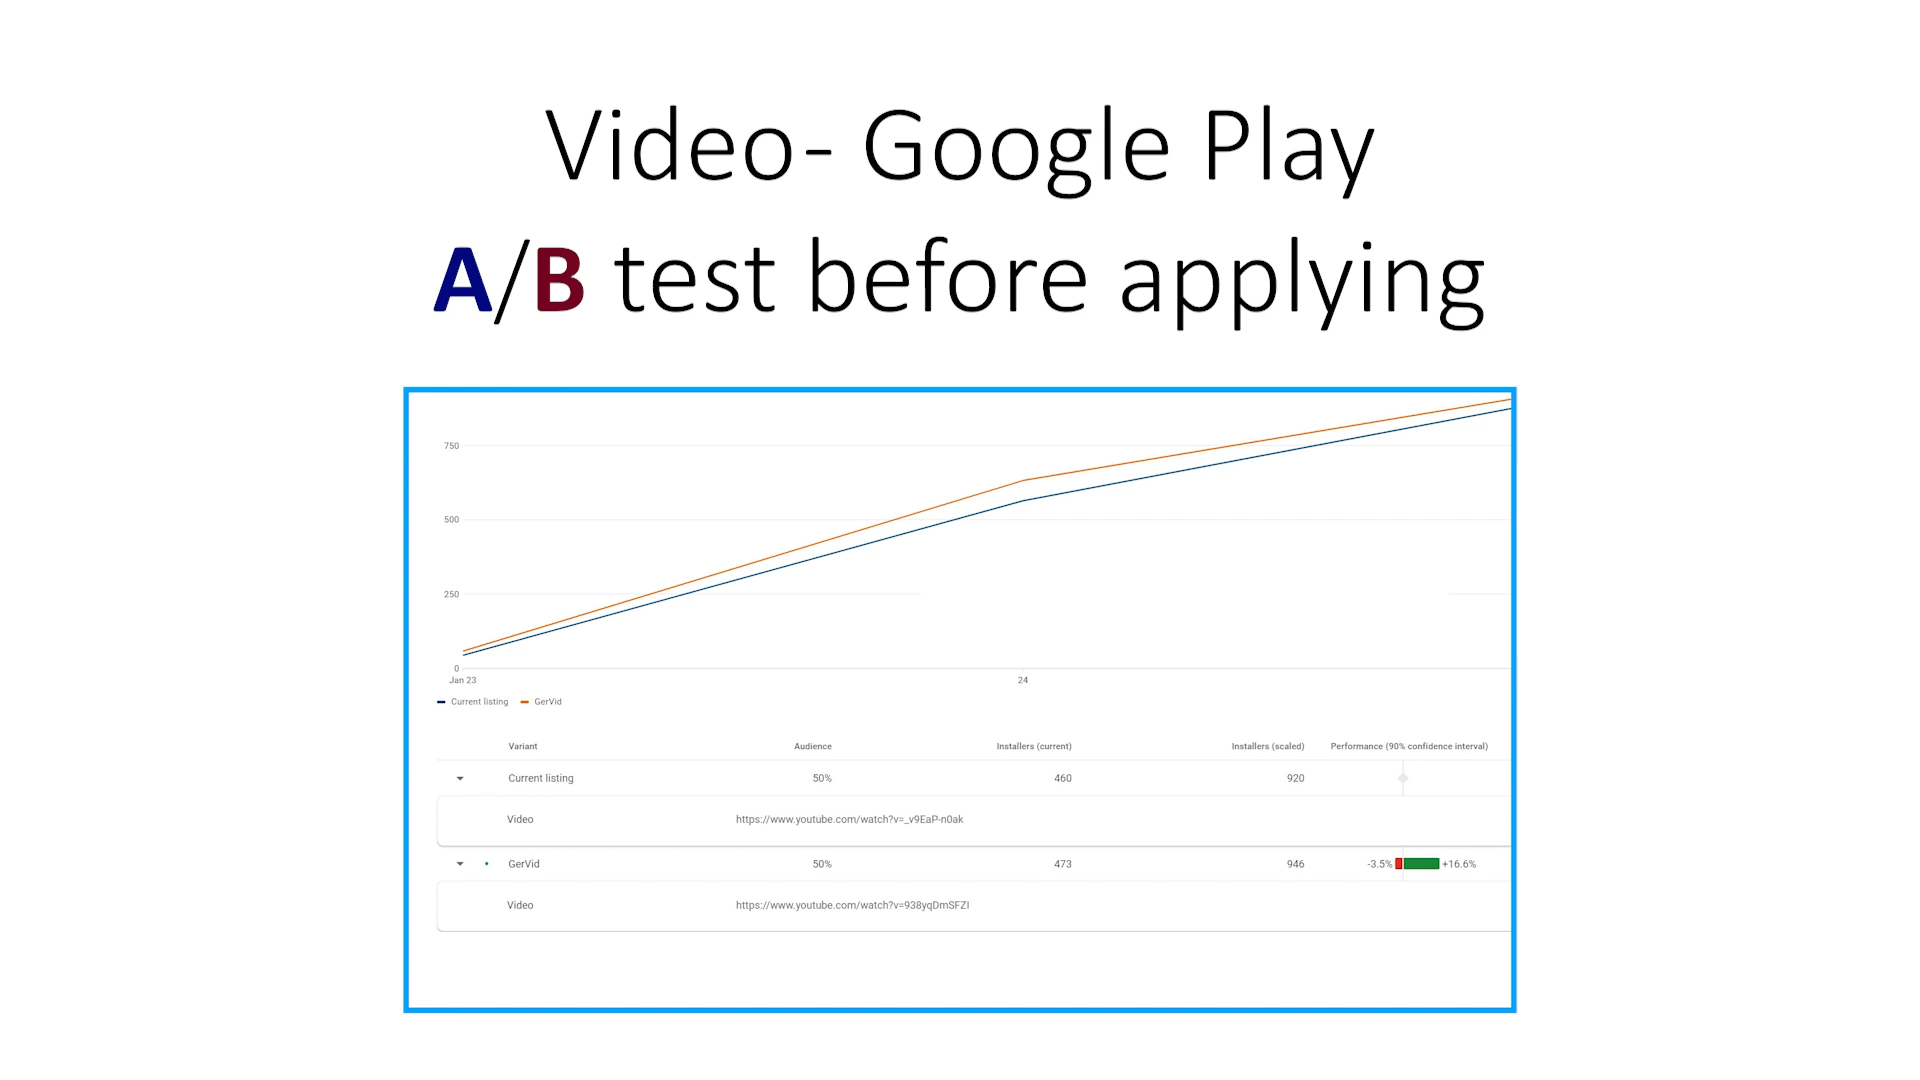 Video- Google Play
A/B test before applying
750
500
250
0
Jan 23 24
Current listing GerVid
Variant Audience Installers (current) Installers (scaled) Performance (90% confidence interval)
Current listing 50% 460 920
Video https://www.youtube.com/watch?v=_v9EaP-n0ak
GerVid 50% 473 946 -3.5% +16.6%
Video https://www.youtube.com/watch?v=938yqDmSFZI